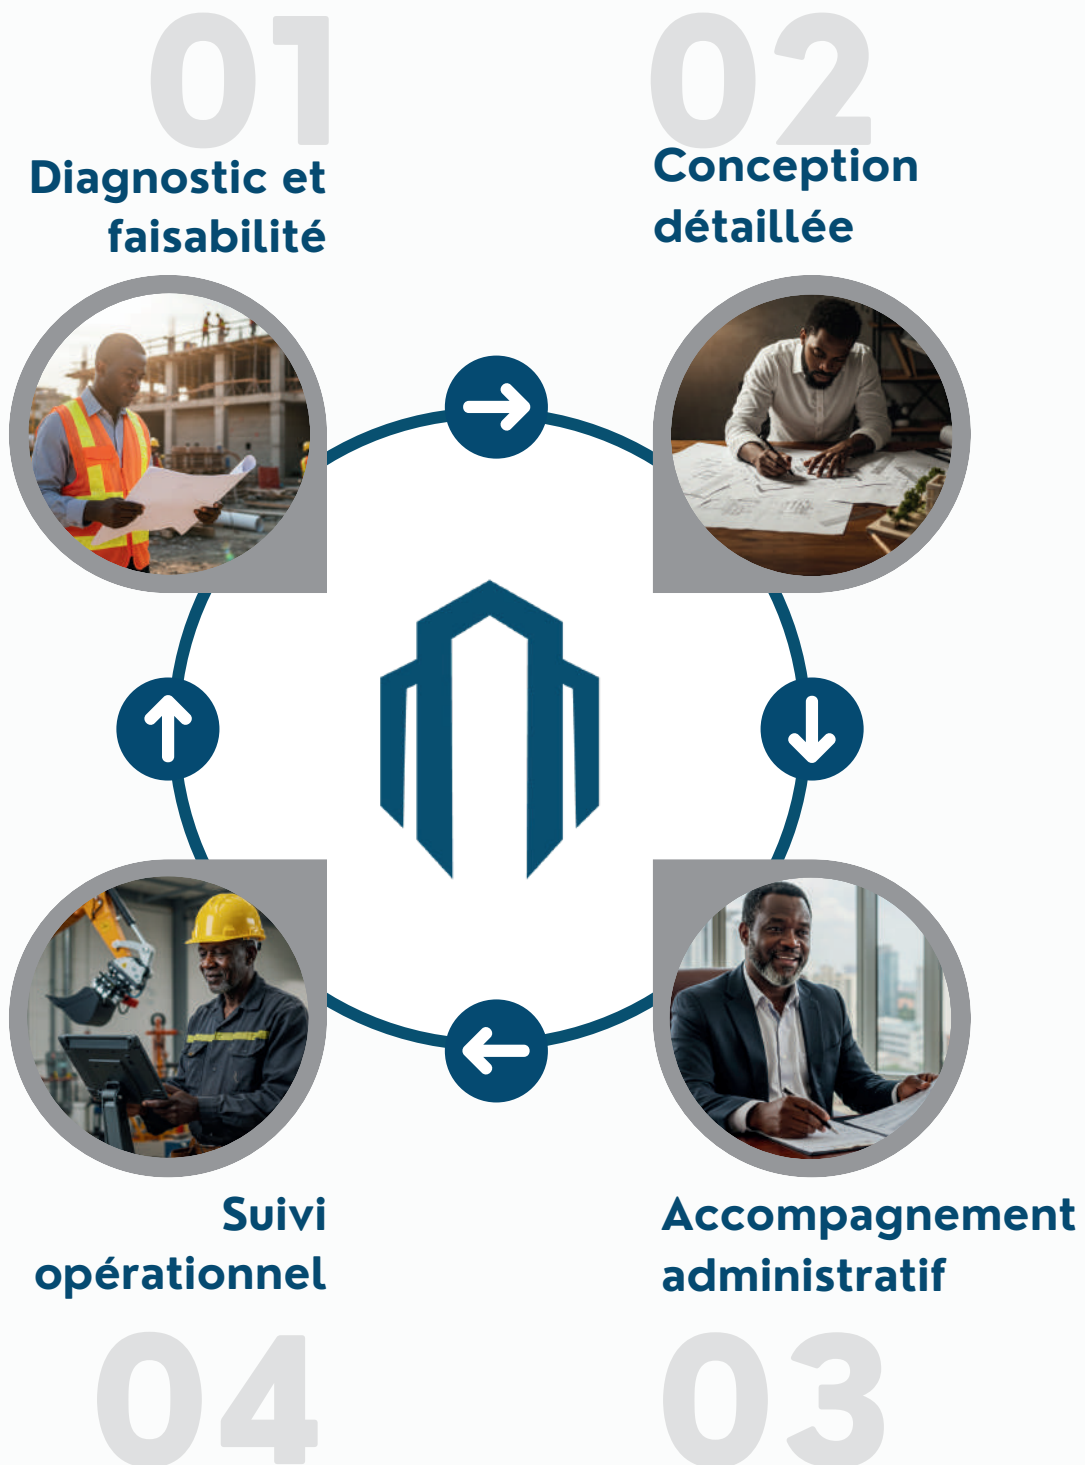 01
Diagnostic et
faisabilité
02
Conception
détaillée
Accompagnement
administratif
03
Suivi
opérationnel
04